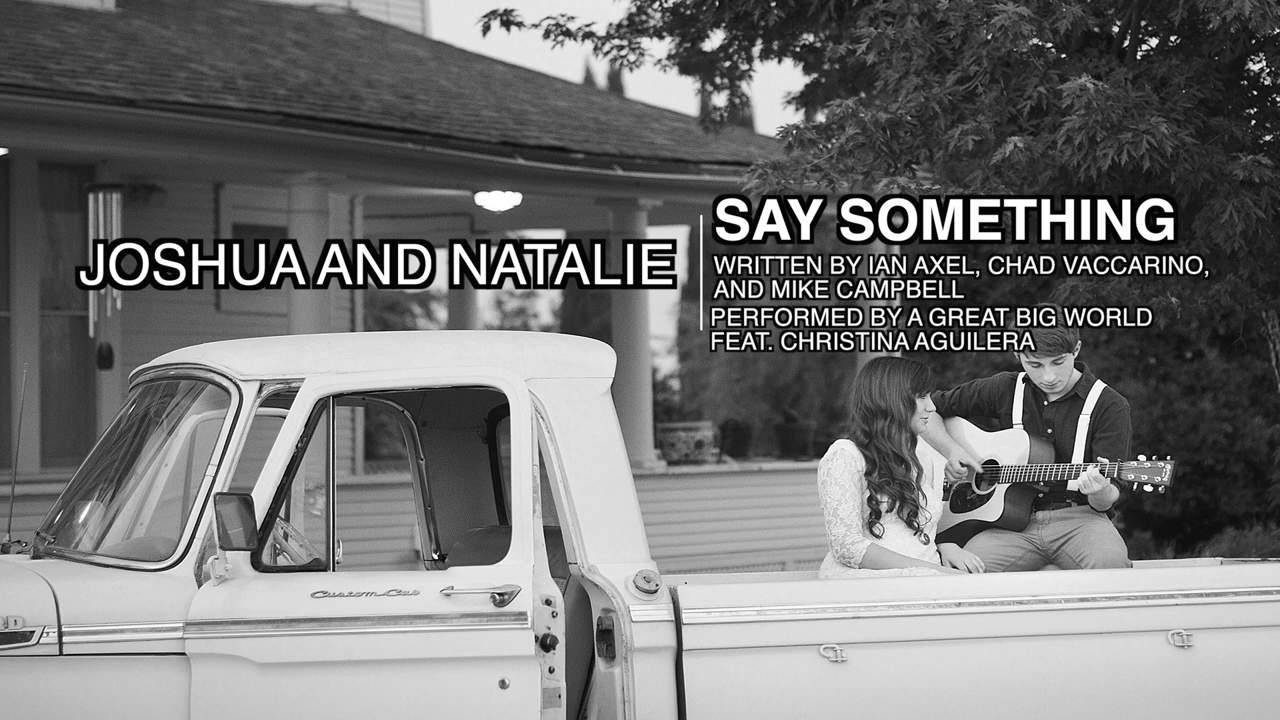 JOSHUA AND NATALIE
SAY SOMETHING
WRITTEN BY IAN AXEL, CHAD VACCARINO,
AND MIKE CAMPBELL
PERFORMED BY A GREAT BIG WORLD
FEAT. CHRISTINA AGUILERA
Custom Cab